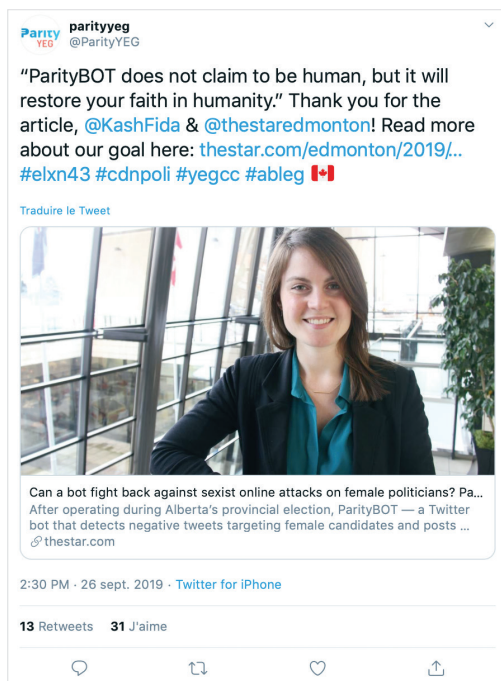 Parity
YEG
parityyeg
@ParityYEG
“ParityBOT does not claim to be human, but it will
restore your faith in humanity.” Thank you for the
article, @KashFida & @thestaredmonton! Read more
about our goal here: thestar.com/edmonton/2019/...
#elxn43 #cdnpoli #yegcc #ableg 🇨🇦
Traduire le Tweet
Can a bot fight back against sexist online attacks on female politicians? Pa...
After operating during Alberta’s provincial election, ParityBOT — a Twitter
bot that detects negative tweets targeting female candidates and posts ...
thestar.com
2:30 PM · 26 sept. 2019 · Twitter for iPhone
13 Retweets 31 J'aime